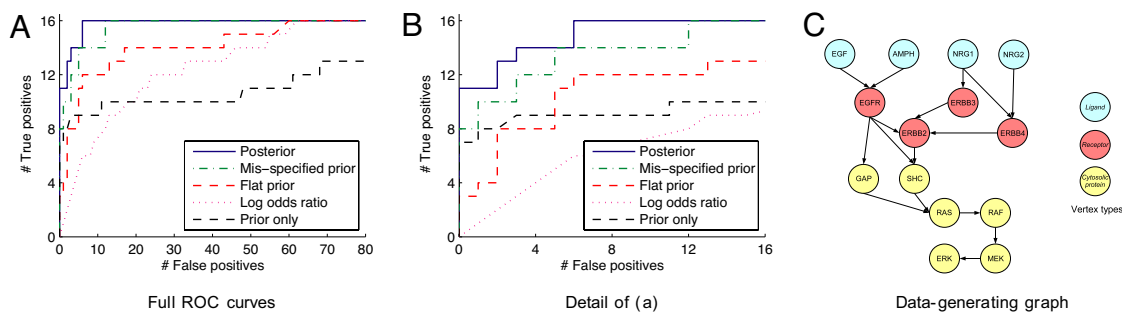 A
# True positives
16
12
8
4
0
0
10
20
30
40
50
60
70
80
# False positives
Posterior
Mis-specified prior
Flat prior
Log odds ratio
Prior only
Full ROC curves
B
# True positives
16
12
8
4
0
0
4
8
12
16
# False positives
Posterior
Mis-specified prior
Flat prior
Log odds ratio
Prior only
Detail of (a)
C
EGF
AMPH
NRG1
NRG2
EGFR
ERBB3
ERBB2
ERBB4
GAP
SHC
RAS
RAF
ERK
MEK
Ligand
Receptor
Cytosolic
protein
Vertex types
Data-generating graph